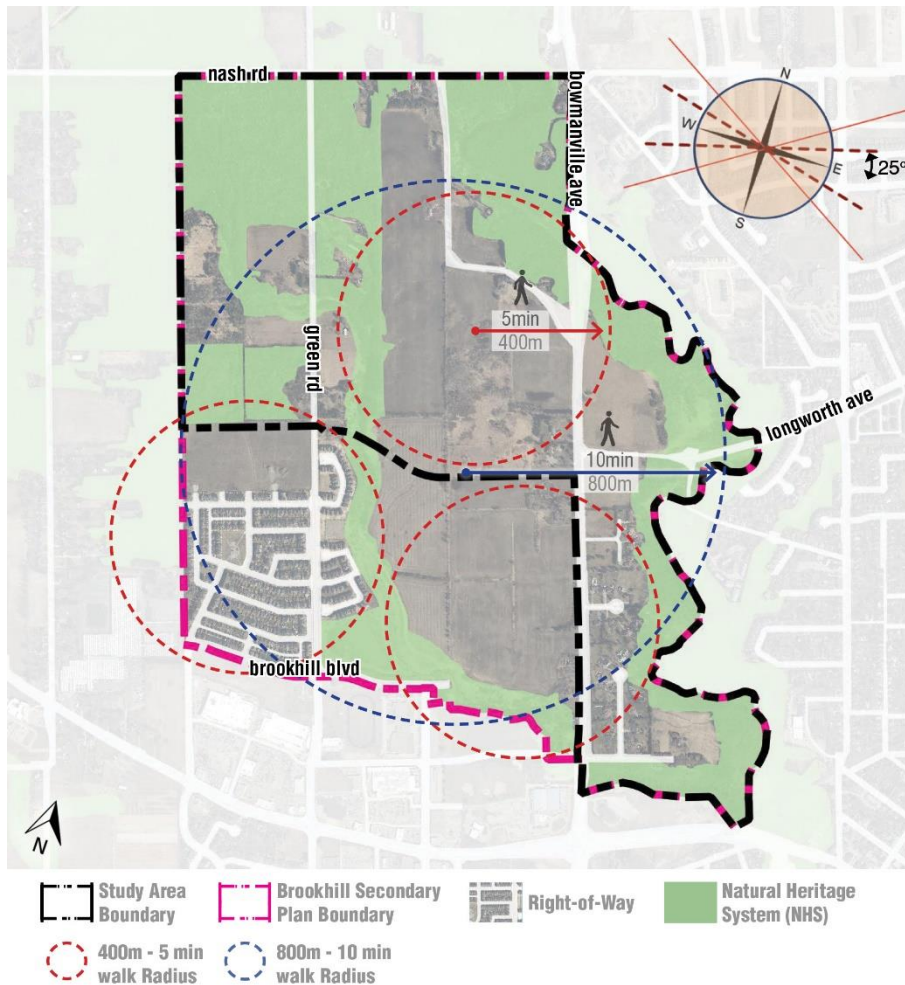 nash rd
bowmanville ave
N
W
E
S
25°
5min
400m
green rd
longworth ave
10min
800m
brookhill blvd
N
Study Area
Boundary
Brookhill Secondary
Plan Boundary
Right-of-Way
Natural Heritage
System (NHS)
400m - 5 min
walk Radius
800m - 10 min
walk Radius